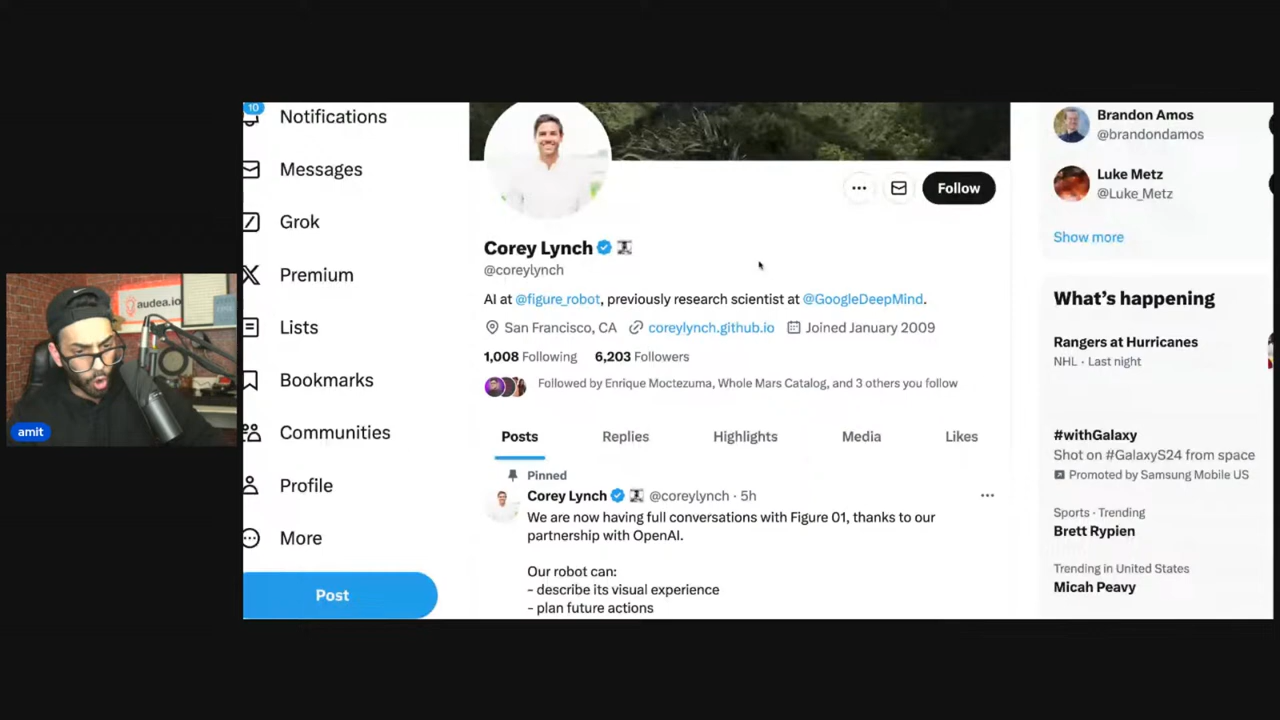 audea.io
amit
10
Notifications
Messages
Grok
Premium
Lists
Bookmarks
Communities
Profile
More
Post
Follow
Corey Lynch
@coreylynch
AI at @figure_robot, previously research scientist at @GoogleDeepMind.
San Francisco, CA coreylynch.github.io Joined January 2009
1,008 Following 6,203 Followers
Followed by Enrique Moctezuma, Whole Mars Catalog, and 3 others you follow
Posts Replies Highlights Media Likes
Pinned
Corey Lynch @coreylynch · 5h
We are now having full conversations with Figure 01, thanks to our
partnership with OpenAI.
Our robot can:
- describe its visual experience
- plan future actions
Brandon Amos
@brandondamos
Luke Metz
@Luke_Metz
Show more
What’s happening
Rangers at Hurricanes
NHL · Last night
#withGalaxy
Shot on #GalaxyS24 from space
Promoted by Samsung Mobile US
Sports · Trending
Brett Rypien
Trending in United States
Micah Peavy